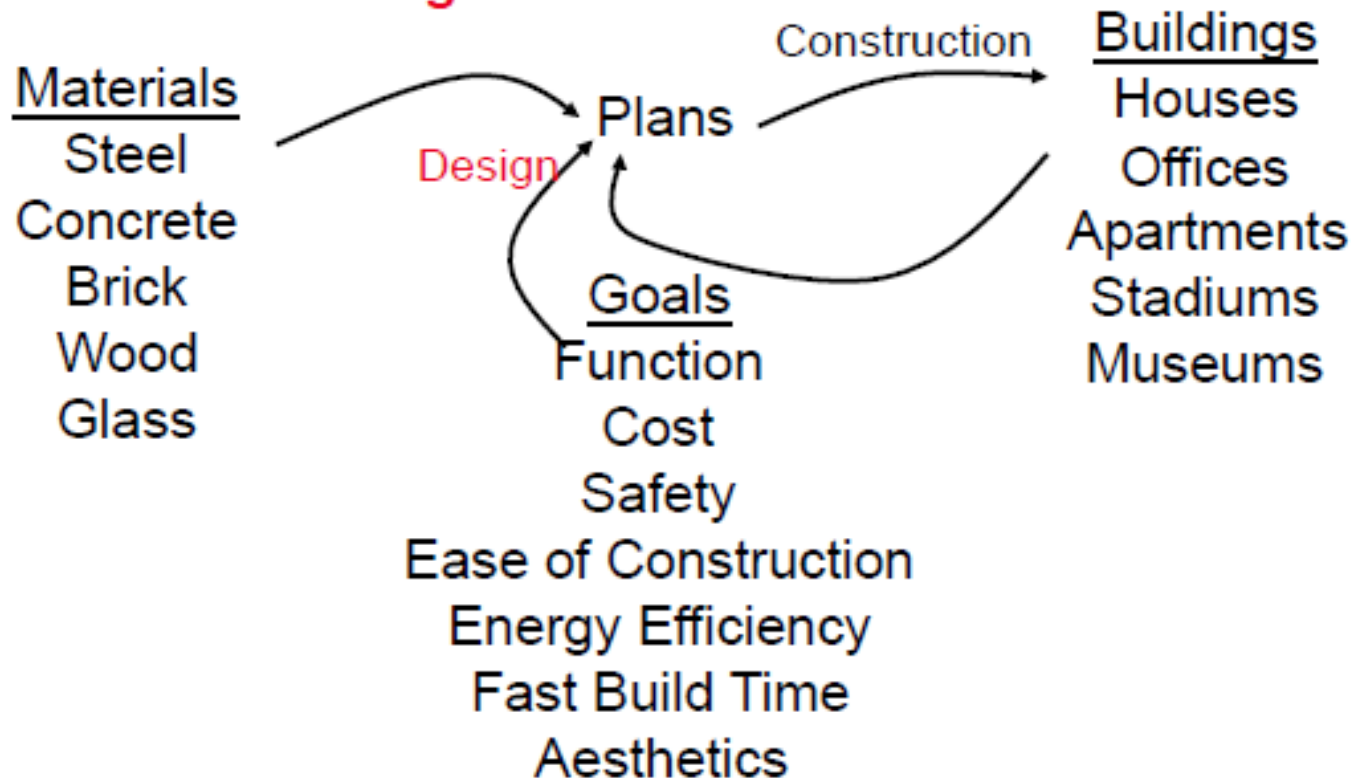 Materials
Steel
Concrete
Brick
Wood
Glass
Plans
Design
Construction
Goals
Function
Cost
Safety
Ease of Construction
Energy Efficiency
Fast Build Time
Aesthetics
Buildings
Houses
Offices
Apartments
Stadiums
Museums